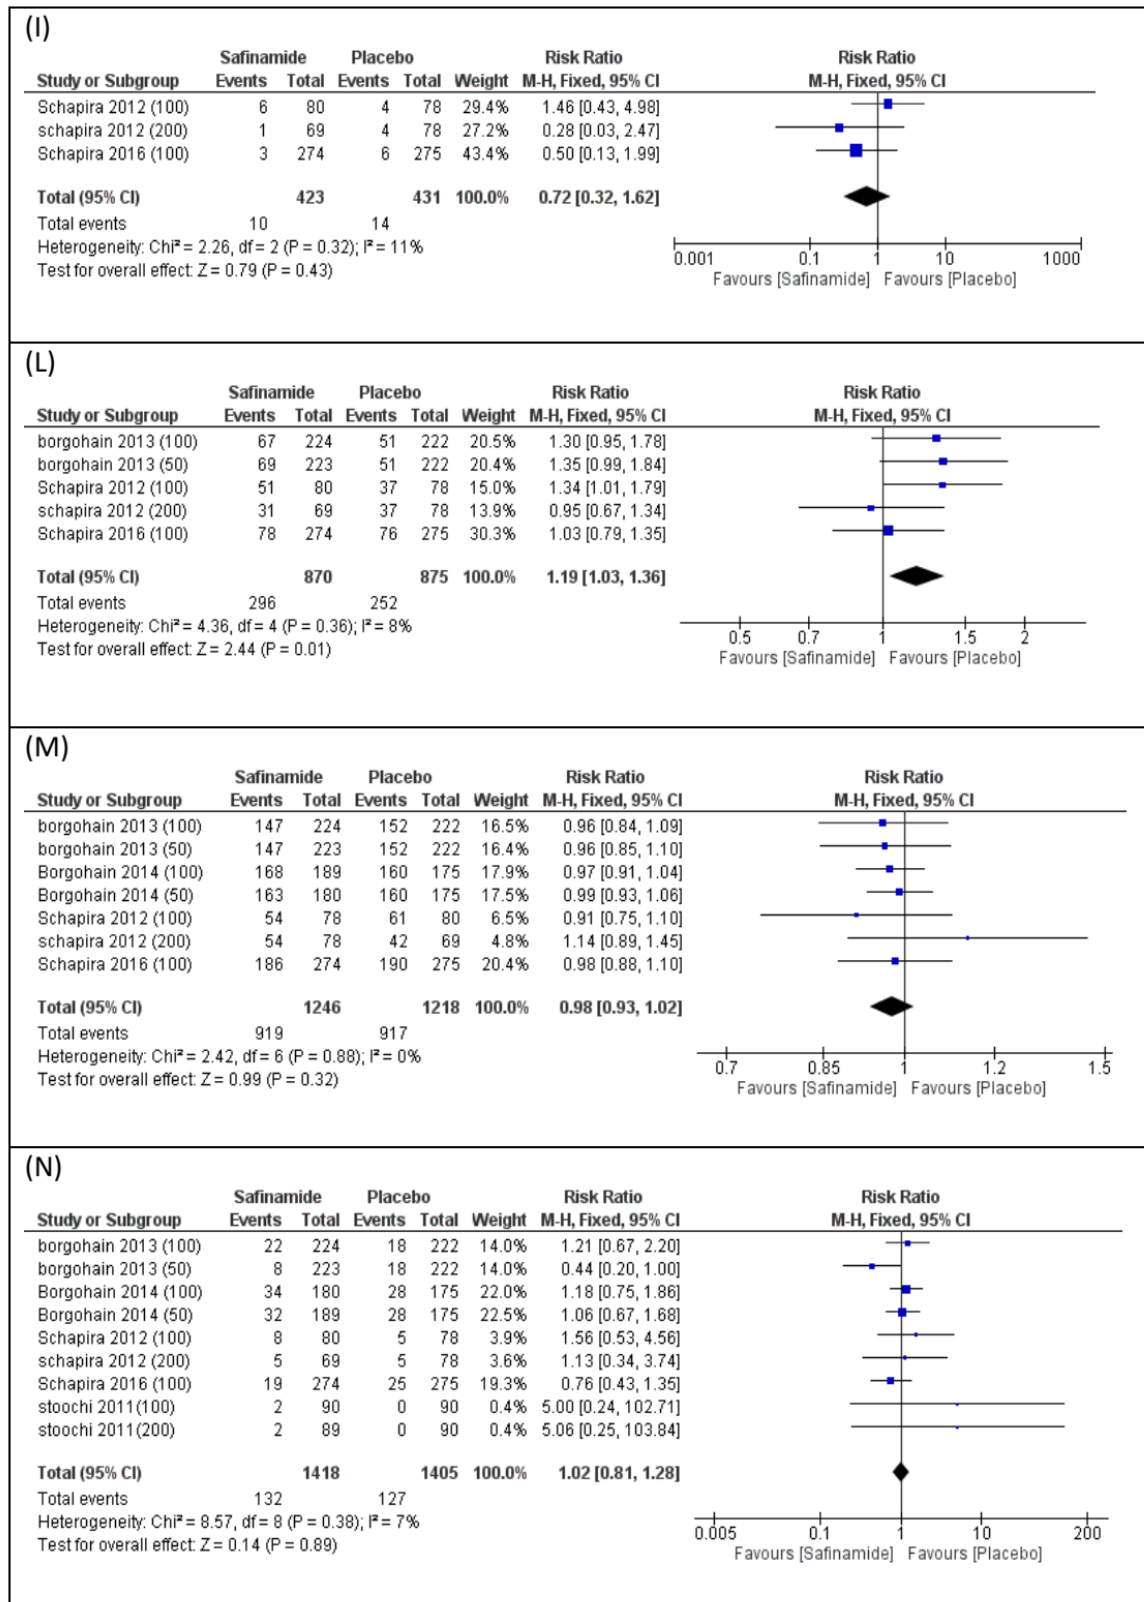 (I)
Safinamide Placebo Risk Ratio Risk Ratio
Study or Subgroup Events Total Events Total Weight M-H, Fixed, 95% CI M-H, Fixed, 95% CI
Schapira 2012 (100) 6 80 4 78 29.4% 1.46 [0.43, 4.98]
schapira 2012 (200) 1 69 4 78 27.2% 0.28 [0.03, 2.47]
Schapira 2016 (100) 3 274 6 275 43.4% 0.50 [0.13, 1.99]
Total (95% CI) 423 431 100.0% 0.72 [0.32, 1.62]
Total events 10 14
Heterogeneity: Chi² = 2.26, df = 2 (P = 0.32); I² = 11%
Test for overall effect: Z = 0.79 (P = 0.43)
0.001 0.1 1 10 1000
Favours [Safinamide] Favours [Placebo]
(L)
Safinamide Placebo Risk Ratio Risk Ratio
Study or Subgroup Events Total Events Total Weight M-H, Fixed, 95% CI M-H, Fixed, 95% CI
borgohain 2013 (100) 67 224 51 222 20.5% 1.30 [0.95, 1.78]
borgohain 2013 (50) 69 223 51 222 20.4% 1.35 [0.99, 1.84]
Schapira 2012 (100) 51 80 37 78 15.0% 1.34 [1.01, 1.79]
schapira 2012 (200) 31 69 37 78 13.9% 0.95 [0.67, 1.34]
Schapira 2016 (100) 78 274 76 275 30.3% 1.03 [0.79, 1.35]
Total (95% CI) 870 875 100.0% 1.19 [1.03, 1.36]
Total events 296 252
Heterogeneity: Chi² = 4.36, df = 4 (P = 0.36); I² = 8%
Test for overall effect: Z = 2.44 (P = 0.01)
0.5 0.7 1 1.5 2
Favours [Safinamide] Favours [Placebo]
(M)
Safinamide Placebo Risk Ratio Risk Ratio
Study or Subgroup Events Total Events Total Weight M-H, Fixed, 95% CI M-H, Fixed, 95% CI
borgohain 2013 (100) 147 224 152 222 16.5% 0.96 [0.84, 1.09]
borgohain 2013 (50) 147 223 152 222 16.4% 0.96 [0.85, 1.10]
Borgohain 2014 (100) 168 189 160 175 17.9% 0.97 [0.91, 1.04]
Borgohain 2014 (50) 163 180 160 175 17.5% 0.99 [0.93, 1.06]
Schapira 2012 (100) 54 78 61 80 6.5% 0.91 [0.75, 1.10]
schapira 2012 (200) 54 78 42 69 4.8% 1.14 [0.89, 1.45]
Schapira 2016 (100) 186 274 190 275 20.4% 0.98 [0.88, 1.10]
Total (95% CI) 1246 1218 100.0% 0.98 [0.93, 1.02]
Total events 919 917
Heterogeneity: Chi² = 2.42, df = 6 (P = 0.88); I² = 0%
Test for overall effect: Z = 0.99 (P = 0.32)
0.7 0.85 1 1.2 1.5
Favours [Safinamide] Favours [Placebo]
(N)
Safinamide Placebo Risk Ratio Risk Ratio
Study or Subgroup Events Total Events Total Weight M-H, Fixed, 95% CI M-H, Fixed, 95% CI
borgohain 2013 (100) 22 224 18 222 14.0% 1.21 [0.67, 2.20]
borgohain 2013 (50) 8 223 18 222 14.0% 0.44 [0.20, 1.00]
Borgohain 2014 (100) 34 180 28 175 22.0% 1.18 [0.75, 1.86]
Borgohain 2014 (50) 32 189 28 175 22.5% 1.06 [0.67, 1.68]
Schapira 2012 (100) 8 80 5 78 3.9% 1.56 [0.53, 4.56]
schapira 2012 (200) 5 69 5 78 3.6% 1.13 [0.34, 3.74]
Schapira 2016 (100) 19 274 25 275 19.3% 0.76 [0.43, 1.35]
stoochi 2011(100) 2 90 0 90 0.4% 5.00 [0.24, 102.71]
stoochi 2011(200) 2 89 0 90 0.4% 5.06 [0.25, 103.84]
Total (95% CI) 1418 1405 100.0% 1.02 [0.81, 1.28]
Total events 132 127
Heterogeneity: Chi² = 8.57, df = 8 (P = 0.38); I² = 7%
Test for overall effect: Z = 0.14 (P = 0.89)
0.005 0.1 1 10 200
Favours [Safinamide] Favours [Placebo]